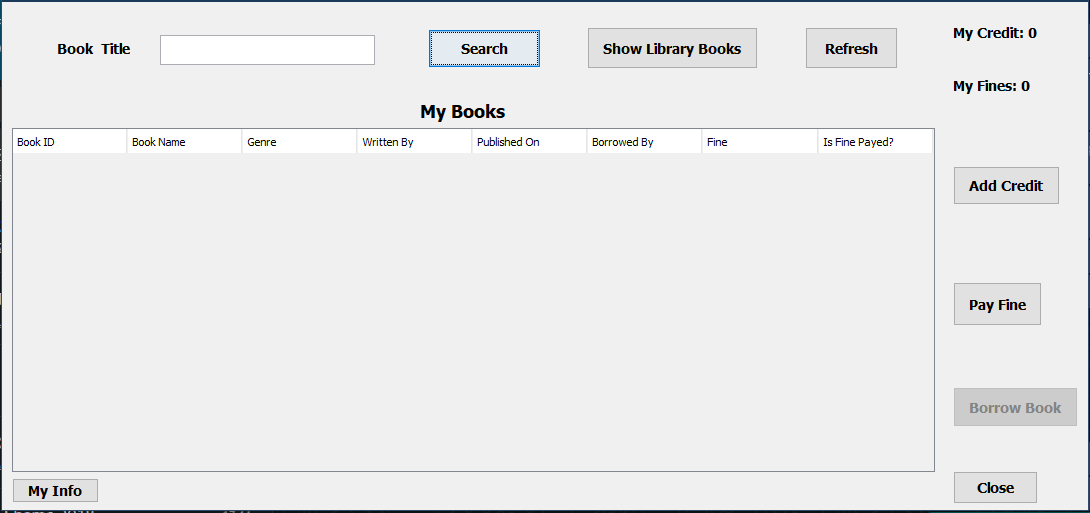 My Credit: 0
Book Title
Search
Show Library Books
Refresh
My Fines: 0
My Books
Book ID
Book Name
Genre
Written By
Published On
Borrowed By
Fine
Is Fine Payed?
Add Credit
Pay Fine
Borrow Book
Close
My Info